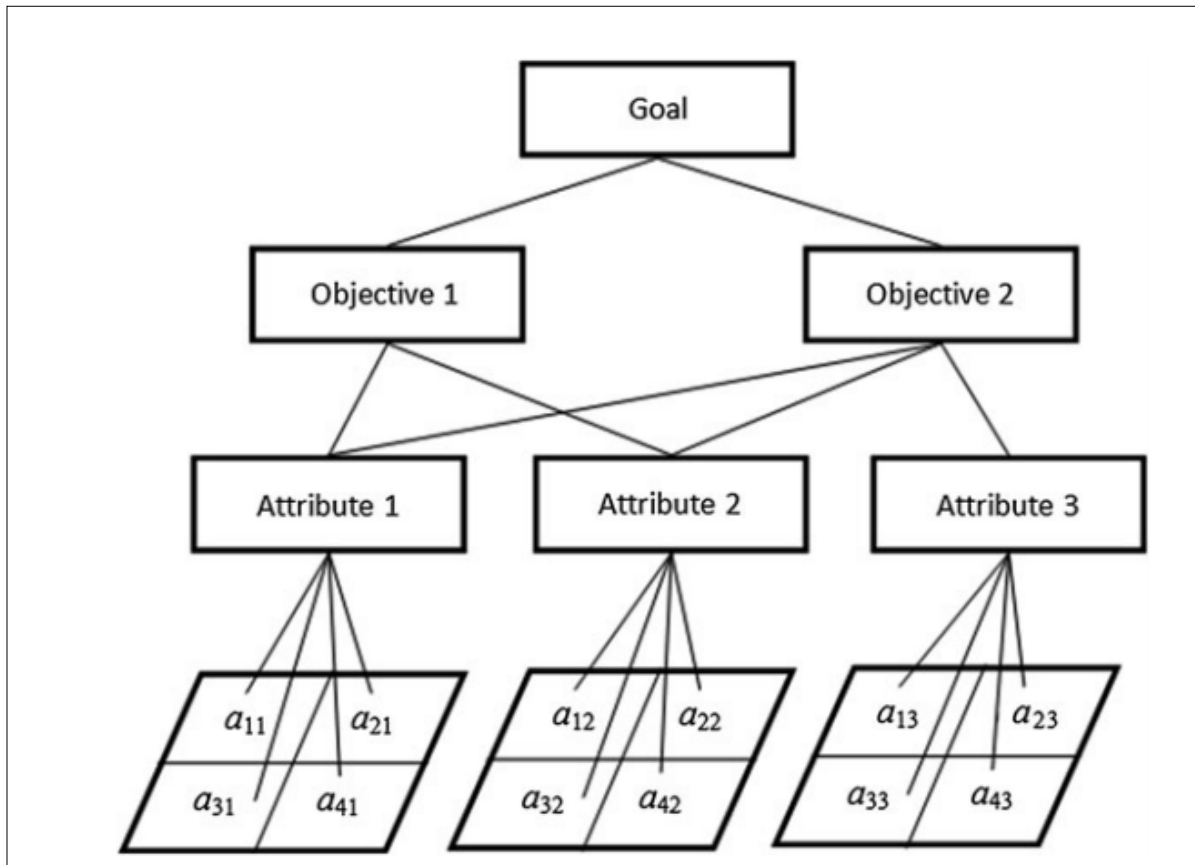 Goal
Objective 1 Objective 2
Attribute 1 Attribute 2 Attribute 3
a₁₁ a₂₁ a₁₂ a₂₂ a₁₃ a₂₃
a₃₁ a₄₁ a₃₂ a₄₂ a₃₃ a₄₃